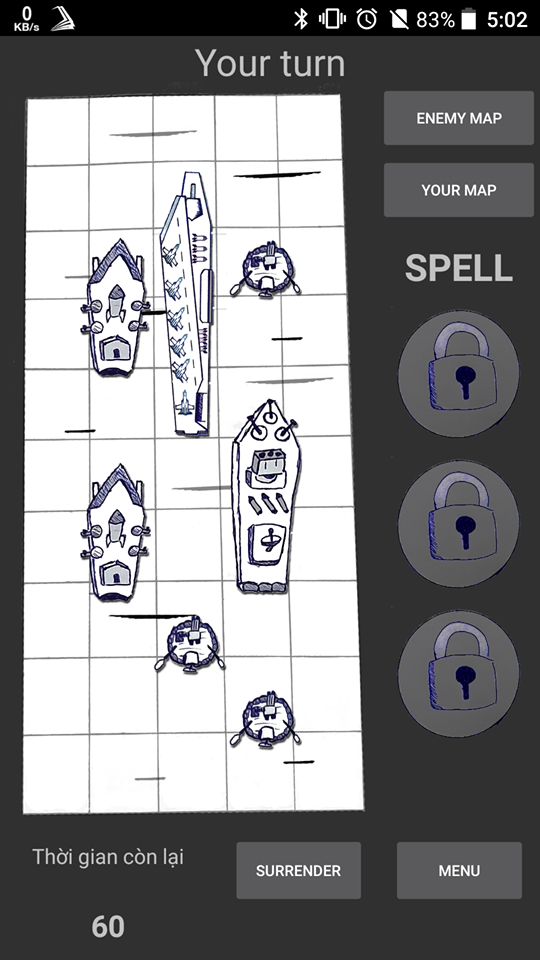 0
KB/s
83%
5:02
Your turn
ENEMY MAP
YOUR MAP
SPELL
Thời gian còn lại
SURRENDER
MENU
60